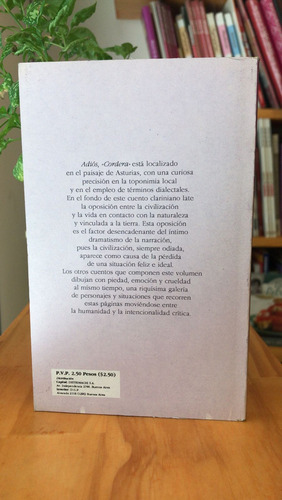 Adiós, «Cordera» está localizado
en el paisaje de Asturias, con una curiosa
precisión en la toponimia local
y en el empleo de términos dialectales.
En el fondo de este cuento clariniano late
la oposición entre la civilización
y la vida en contacto con la naturaleza
y vinculada a la tierra. Esta oposición
es el factor desencadenante del íntimo
dramatismo de la narración,
pues la civilización, siempre odiada,
aparece como causa de la pérdida
de una situación feliz e ideal.
Los otros cuentos que componen este volumen
dibujan con piedad, emoción y crueldad
al mismo tiempo, una riquísima galería
de personajes y situaciones que recorren
estas páginas moviéndose entre
la humanidad y la intencionalidad crítica.
P.V.P. 2.50 Pesos ($2.50)
Buenos Aires
Buenos Aires